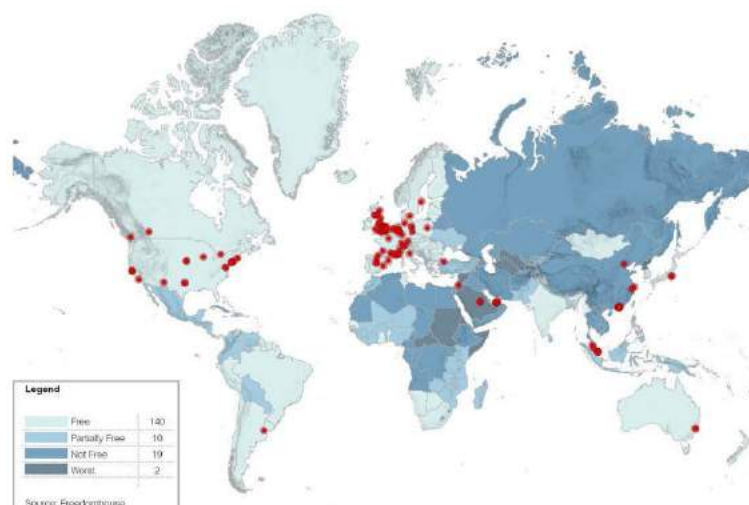 Legend
Free 140
Partially Free 10
Not Free 19
Worst 2
Source: Freedomhouse